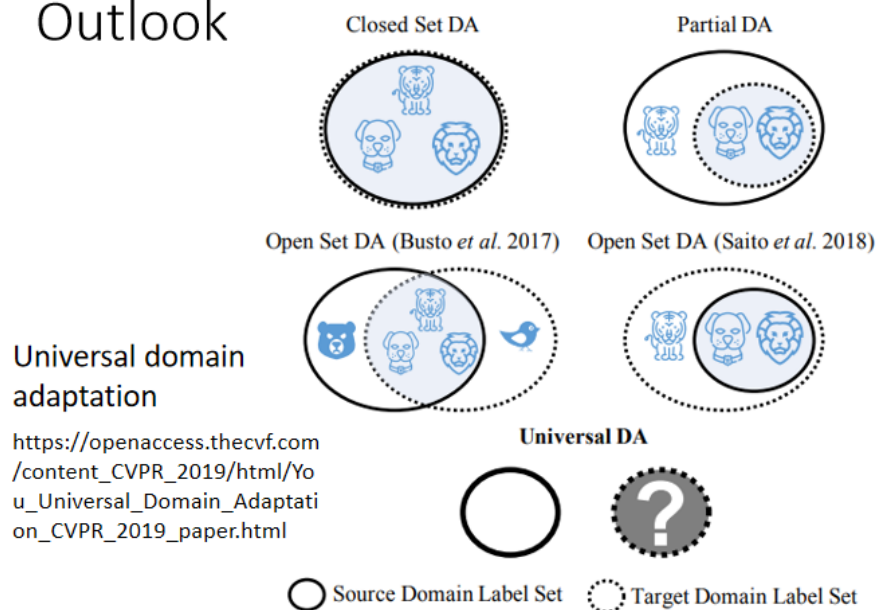 Outlook
Closed Set DA
Partial DA
Open Set DA (Busto et al. 2017)
Open Set DA (Saito et al. 2018)
Universal domain
adaptation
https://openaccess.thecvf.com
/content_CVPR_2019/html/Yo
u_Universal_Domain_Adaptati
on_CVPR_2019_paper.html
Universal DA
?
Source Domain Label Set
Target Domain Label Set